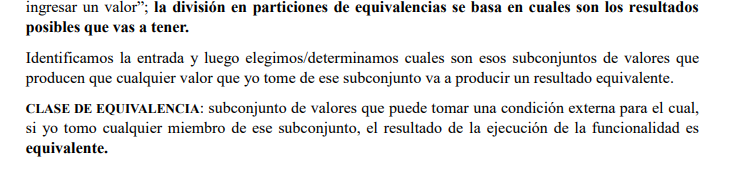 ingresar un valor”; la división en particiones de equivalencias se basa en cuales son los resultados
posibles que vas a tener.
Identificamos la entrada y luego elegimos/determinamos cuales son esos subconjuntos de valores que
producen que cualquier valor que yo tome de ese subconjunto va a producir un resultado equivalente.
CLASE DE EQUIVALENCIA: subconjunto de valores que puede tomar una condición externa para el cual,
si yo tomo cualquier miembro de ese subconjunto, el resultado de la ejecución de la funcionalidad es
equivalente.